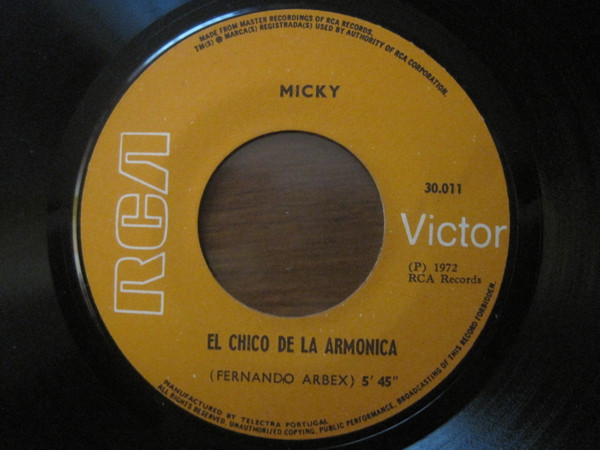 MADE FROM MASTER RECORDINGS OF RCA RECORDS.
TM(S) ® MARCA(S) REGISTRADA(S) USED BY AUTHORITY OF RCA CORPORATION.
MICKY
RCA
30.011
Victor
(P) 1972
RCA Records
EL CHICO DE LA ARMONICA
(FERNANDO ARBEX) 5' 45"
MANUFACTURED BY TELECTRA PORTUGAL
ALL RIGHTS RESERVED. UNAUTHORIZED COPYING, PUBLIC PERFORMANCE, BROADCASTING OF THIS RECORD FORBIDDEN.